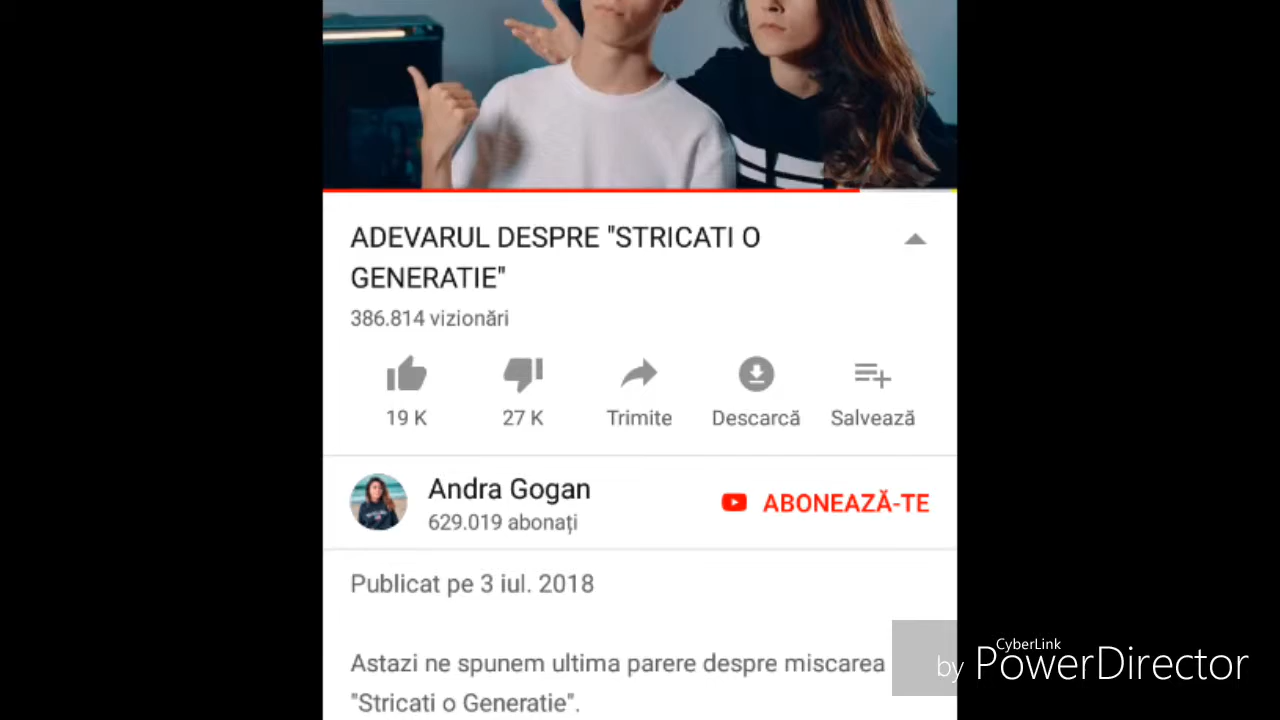 ADEVARUL DESPRE "STRICATI O
GENERATIE"
386.814 vizionări
19 K
27 K
Trimite
Descarcă
Salvează
Andra Gogan
629.019 abonați
ABONEAZĂ-TE
Publicat pe 3 iul. 2018
Astazi ne spunem ultima parere despre miscarea
"Stricati o Generatie".
CyberLink
by PowerDirector